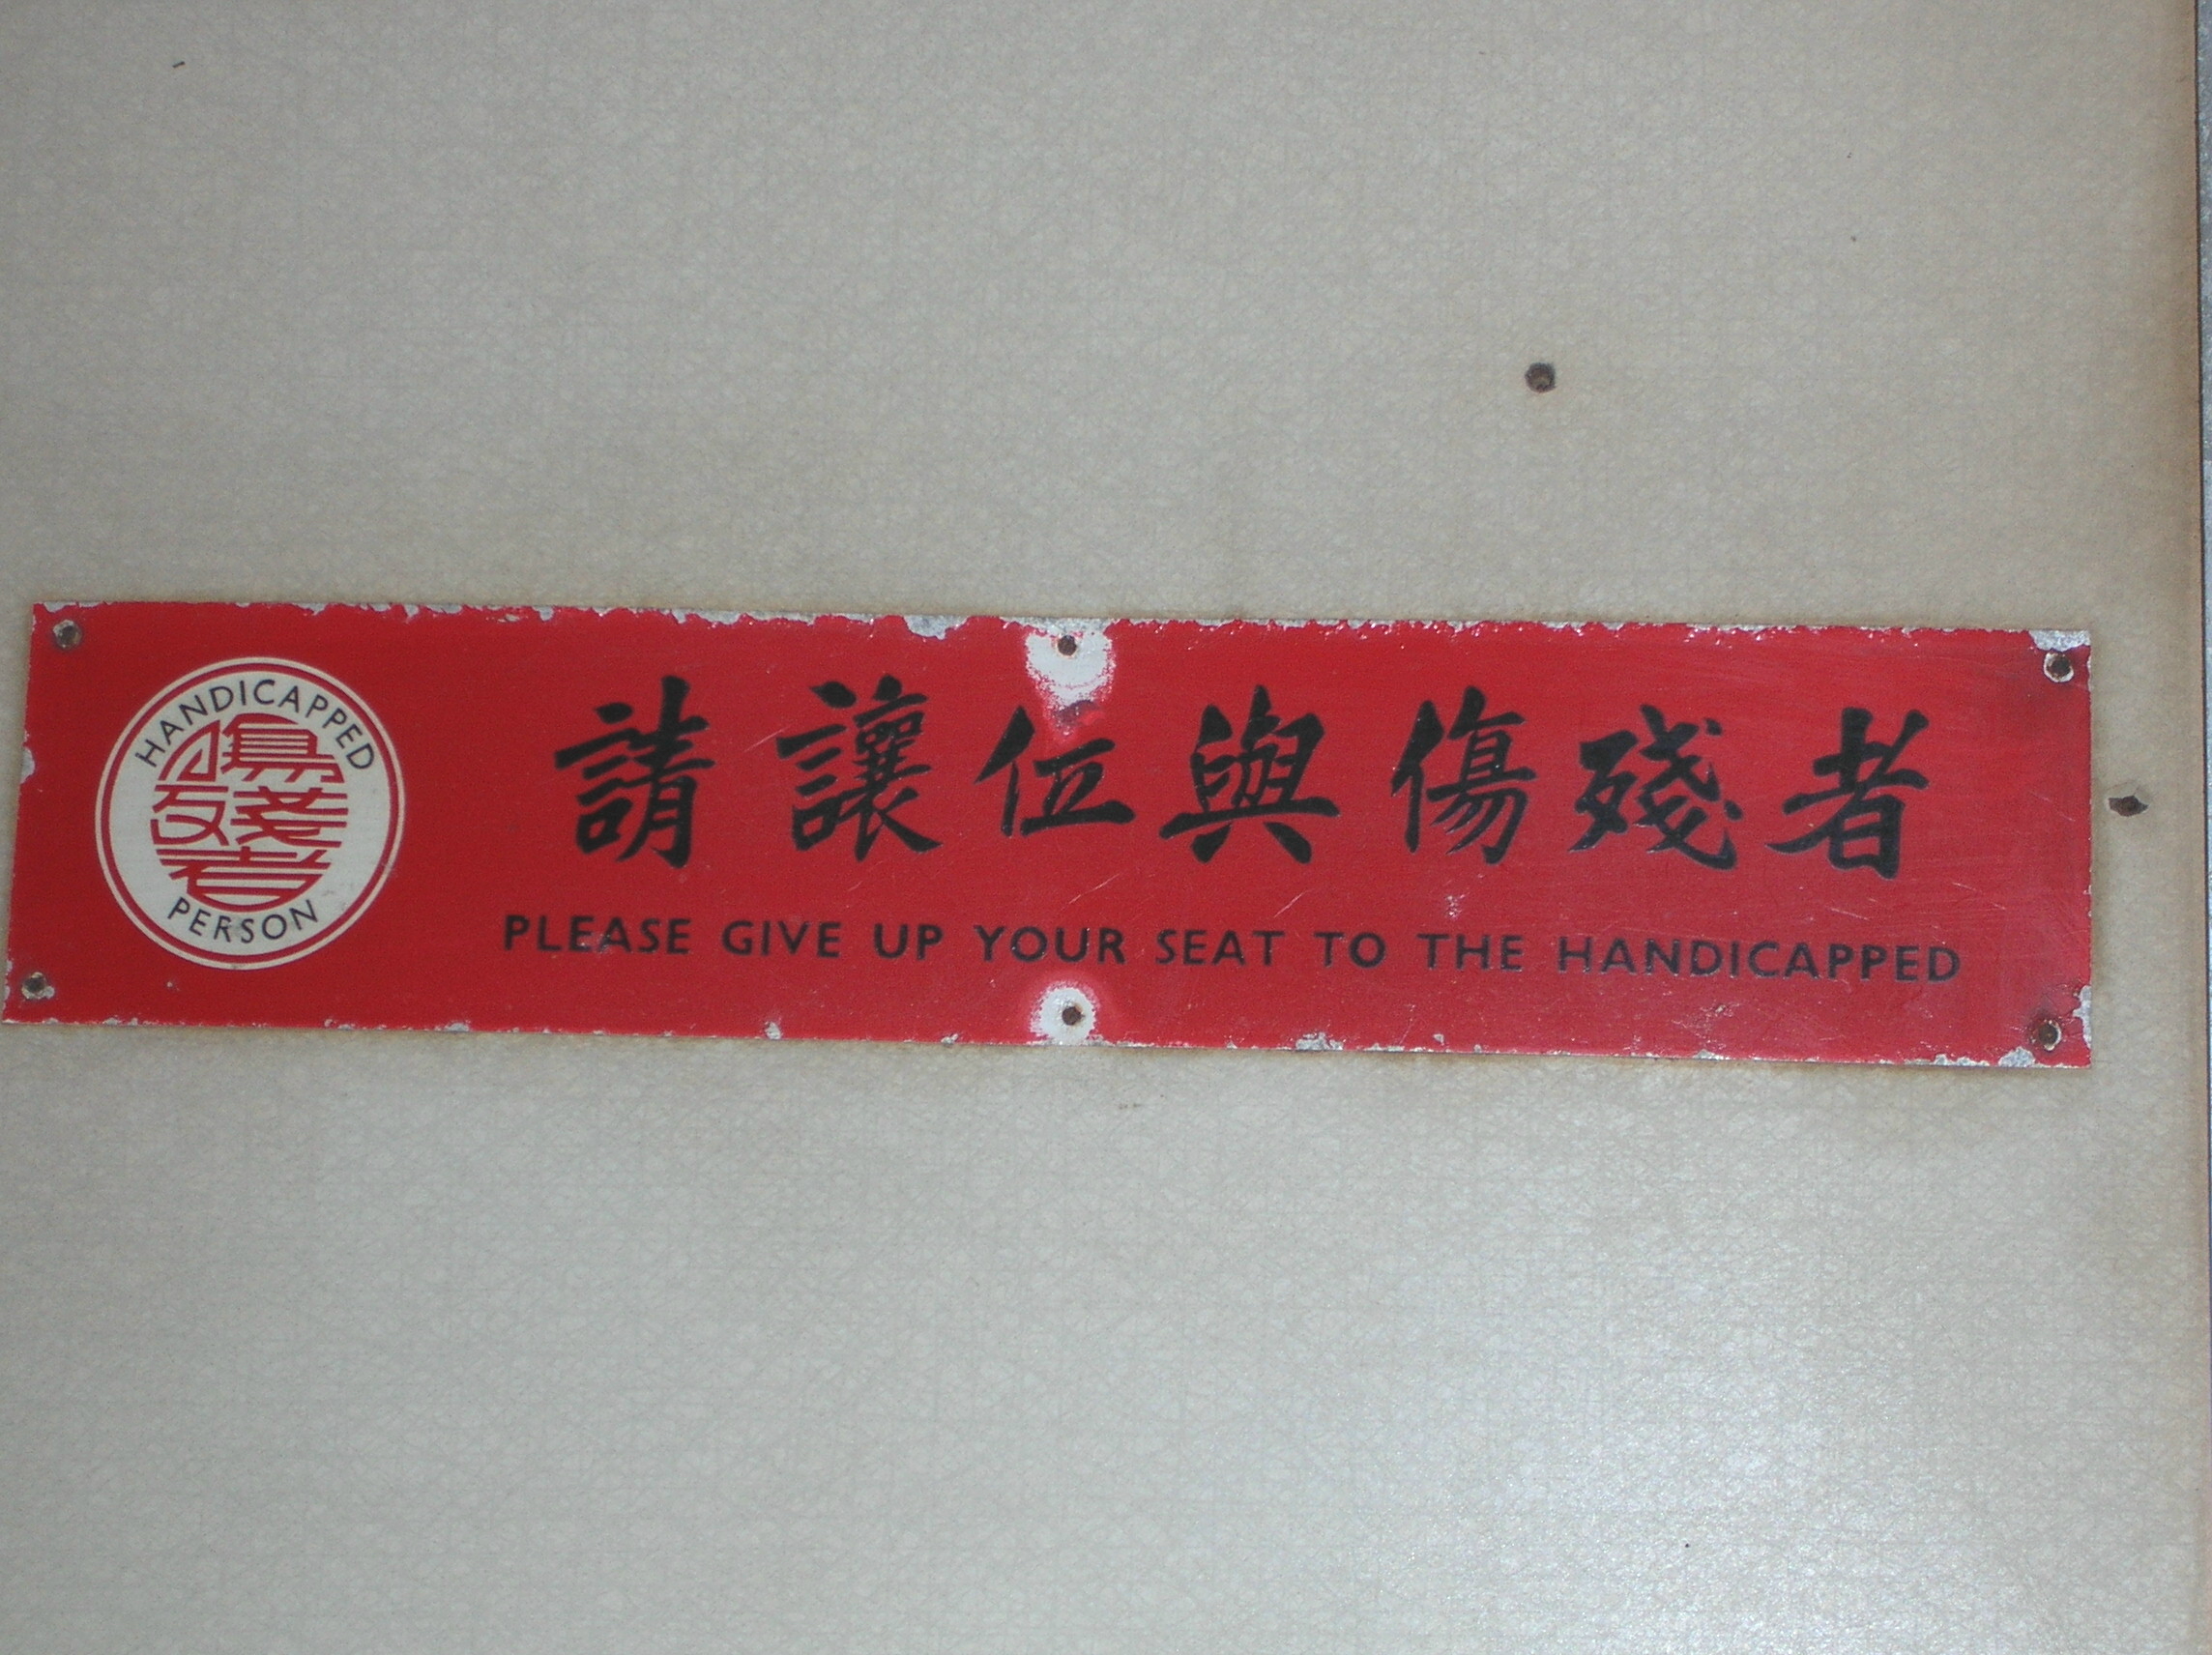 HANDICAPPED
傷殘者
PERSON
請讓位與傷殘者
PLEASE GIVE UP YOUR SEAT TO THE HANDICAPPED